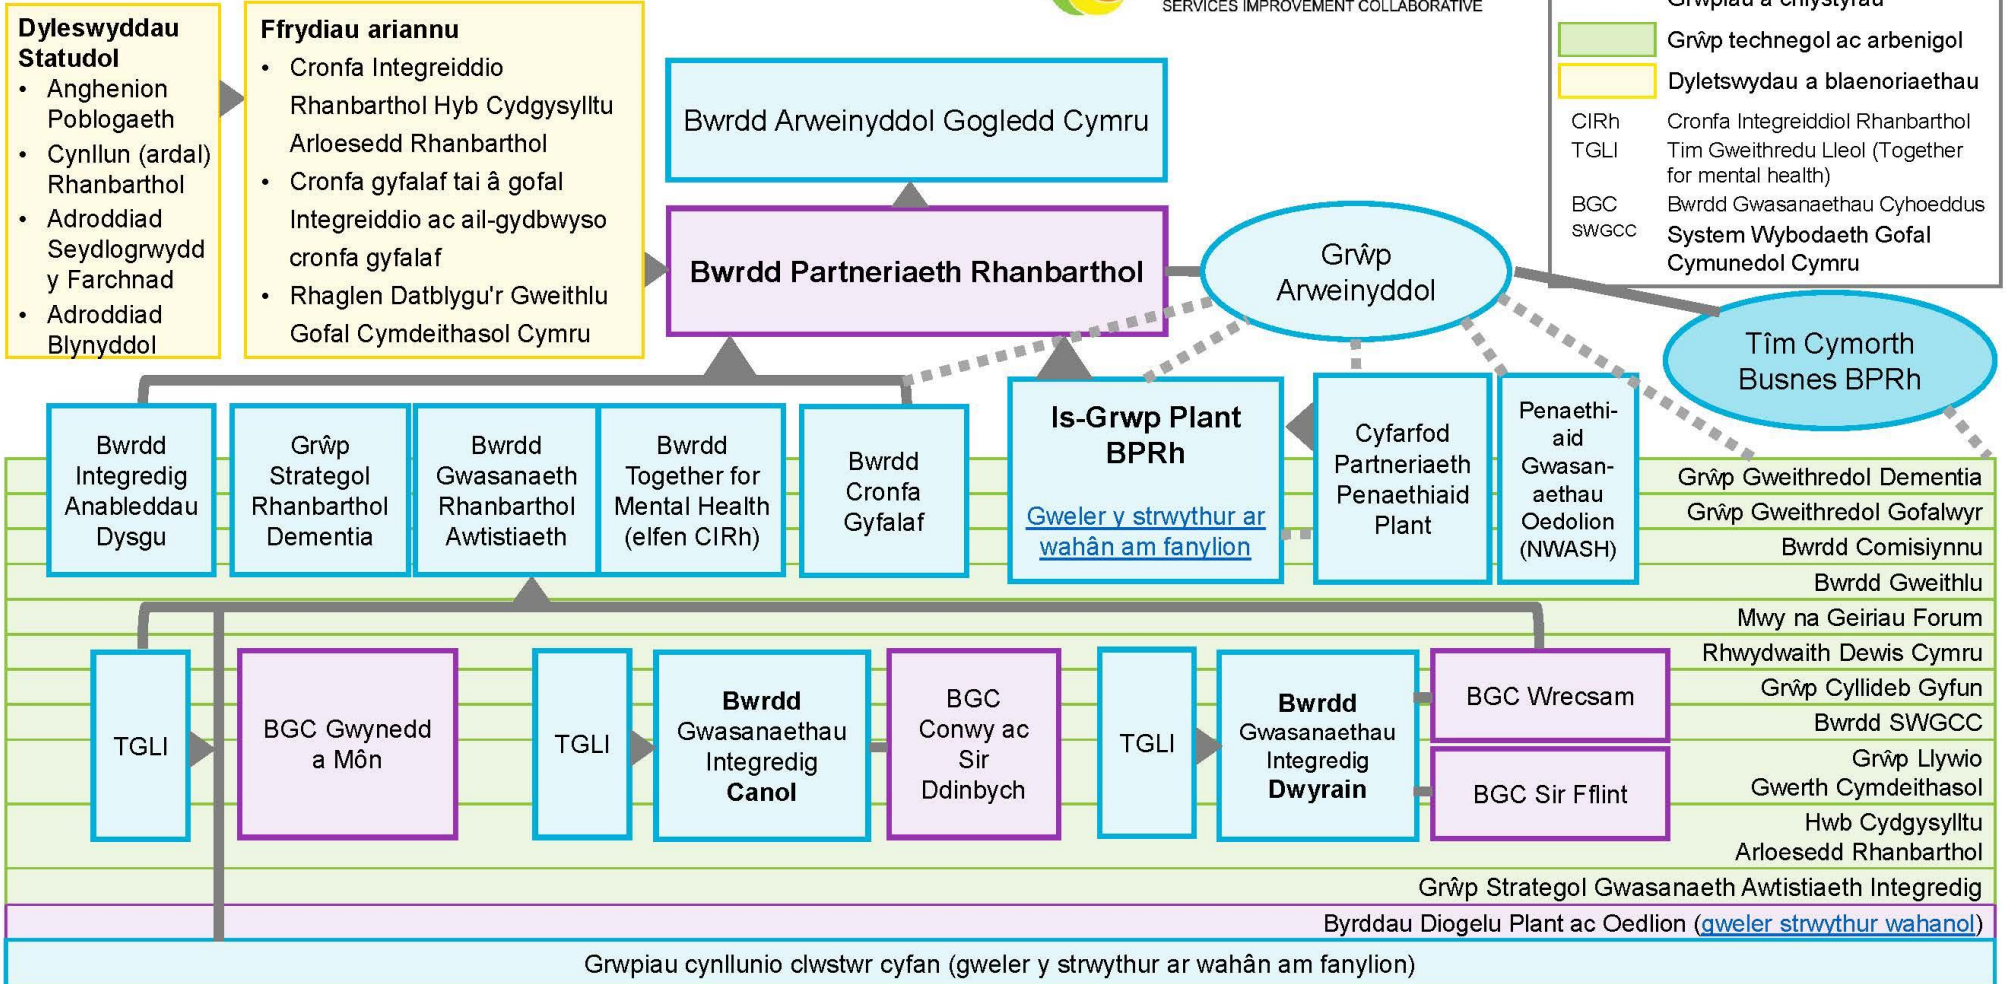 SERVICES IMPROVEMENT COLLABORATIVE
Dyleswyddau
Statudol
• Anghenion
Poblogaeth
• Cynllun (ardal)
Rhanbarthol
• Adroddiad
Seydlogrwydd
y Farchnad
• Adroddiad
Blynyddol
Ffrydiau ariannu
• Cronfa Integreiddio
Rhanbarthol Hyb Cydgysylltu
Arloesedd Rhanbarthol
• Cronfa gyfalaf tai â gofal
Integreiddio ac ail-gydbwyso
cronfa gyfalaf
• Rhaglen Datblygu'r Gweithlu
Gofal Cymdeithasol Cymru
Bwrdd Arweinyddol Gogledd Cymru
Bwrdd Partneriaeth Rhanbarthol
Grŵp
Arweinyddol
Grwpiau a chlystyrau
Grŵp technegol ac arbenigol
Dyletswydau a blaenoriaethau
CIRh Cronfa Integreiddiol Rhanbarthol
TGLI Tim Gweithredu Lleol (Together
for mental health)
BGC Bwrdd Gwasanaethau Cyhoeddus
SWGCC System Wybodaeth Gofal
Cymunedol Cymru
Tîm Cymorth
Busnes BPRh
Bwrdd
Integredig
Anableddau
Dysgu
Grŵp
Strategol
Rhanbarthol
Dementia
Bwrdd
Gwasanaeth
Rhanbarthol
Awtistiaeth
Bwrdd
Together for
Mental Health
(elfen CIRh)
Bwrdd
Cronfa
Gyfalaf
Is-Grwp Plant
BPRh
Gweler y strwythur ar
wahân am fanylion
Cyfarfod
Partneriaeth
Penaethiaid
Plant
Penaethi-
aid
Gwasan-
aethau
Oedolion
(NWASH)
Grŵp Gweithredol Dementia
Grŵp Gweithredol Gofalwyr
Bwrdd Comisiynnu
Bwrdd Gweithlu
Mwy na Geiriau Forum
Rhwydwaith Dewis Cymru
Grŵp Cyllideb Gyfun
Bwrdd SWGCC
Grŵp Llywio
Gwerth Cymdeithasol
Hwb Cydgysylltu
Arloesedd Rhanbarthol
Grŵp Strategol Gwasanaeth Awtistiaeth Integredig
TGLI
BGC Gwynedd
a Môn
TGLI
Bwrdd
Gwasanaethau
Integredig
Canol
BGC
Conwy ac
Sir
Ddinbych
TGLI
Bwrdd
Gwasanaethau
Integredig
Dwyrain
BGC Wrecsam
BGC Sir Fflint
Byrddau Diogelu Plant ac Oedlion (gweler strwythur wahanol)
Grwpiau cynllunio clwstwr cyfan (gweler y strwythur ar wahân am fanylion)